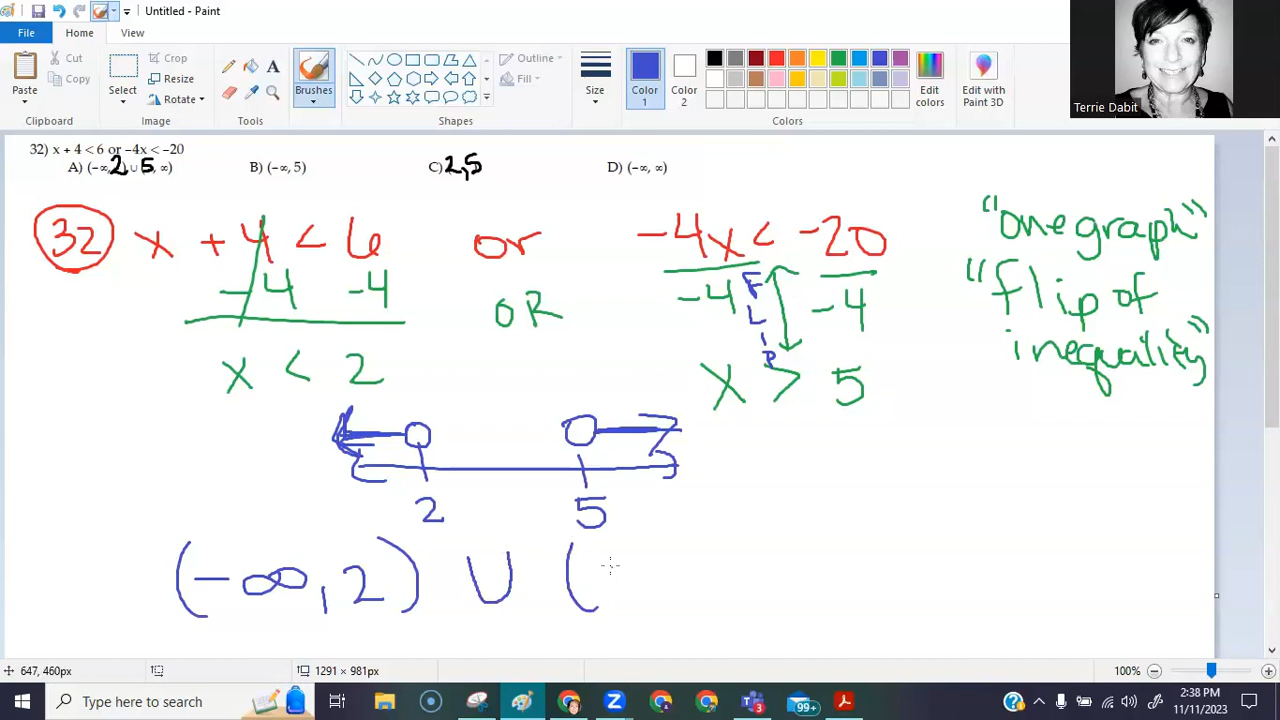 Untitled - Paint
File Home View
Paste Cut Copy Clipboard
Select Crop Resize Rotate Image
A Tools
Brushes
Outline Fill Shapes
Size
Color 1 Color 2 Edit colors Edit with Paint 3D Colors
Terrie Dabit
32) x + 4 < 6 or −4x < −20
A) (−∞, 2) ∪ (5, ∞) B) (−∞, 5) C) 2,5 D) (−∞, ∞)
32 x + 4 < 6 or -4x < -20 "one graph"
-4 -4 OR -4 FLIP -4 "flip of
x < 2 x > 5 inequality"
2 5
(-∞, 2) ∪ (
647, 460px 1291 × 981px 100%
Type here to search 3 99+ 2:38 PM
11/11/2023